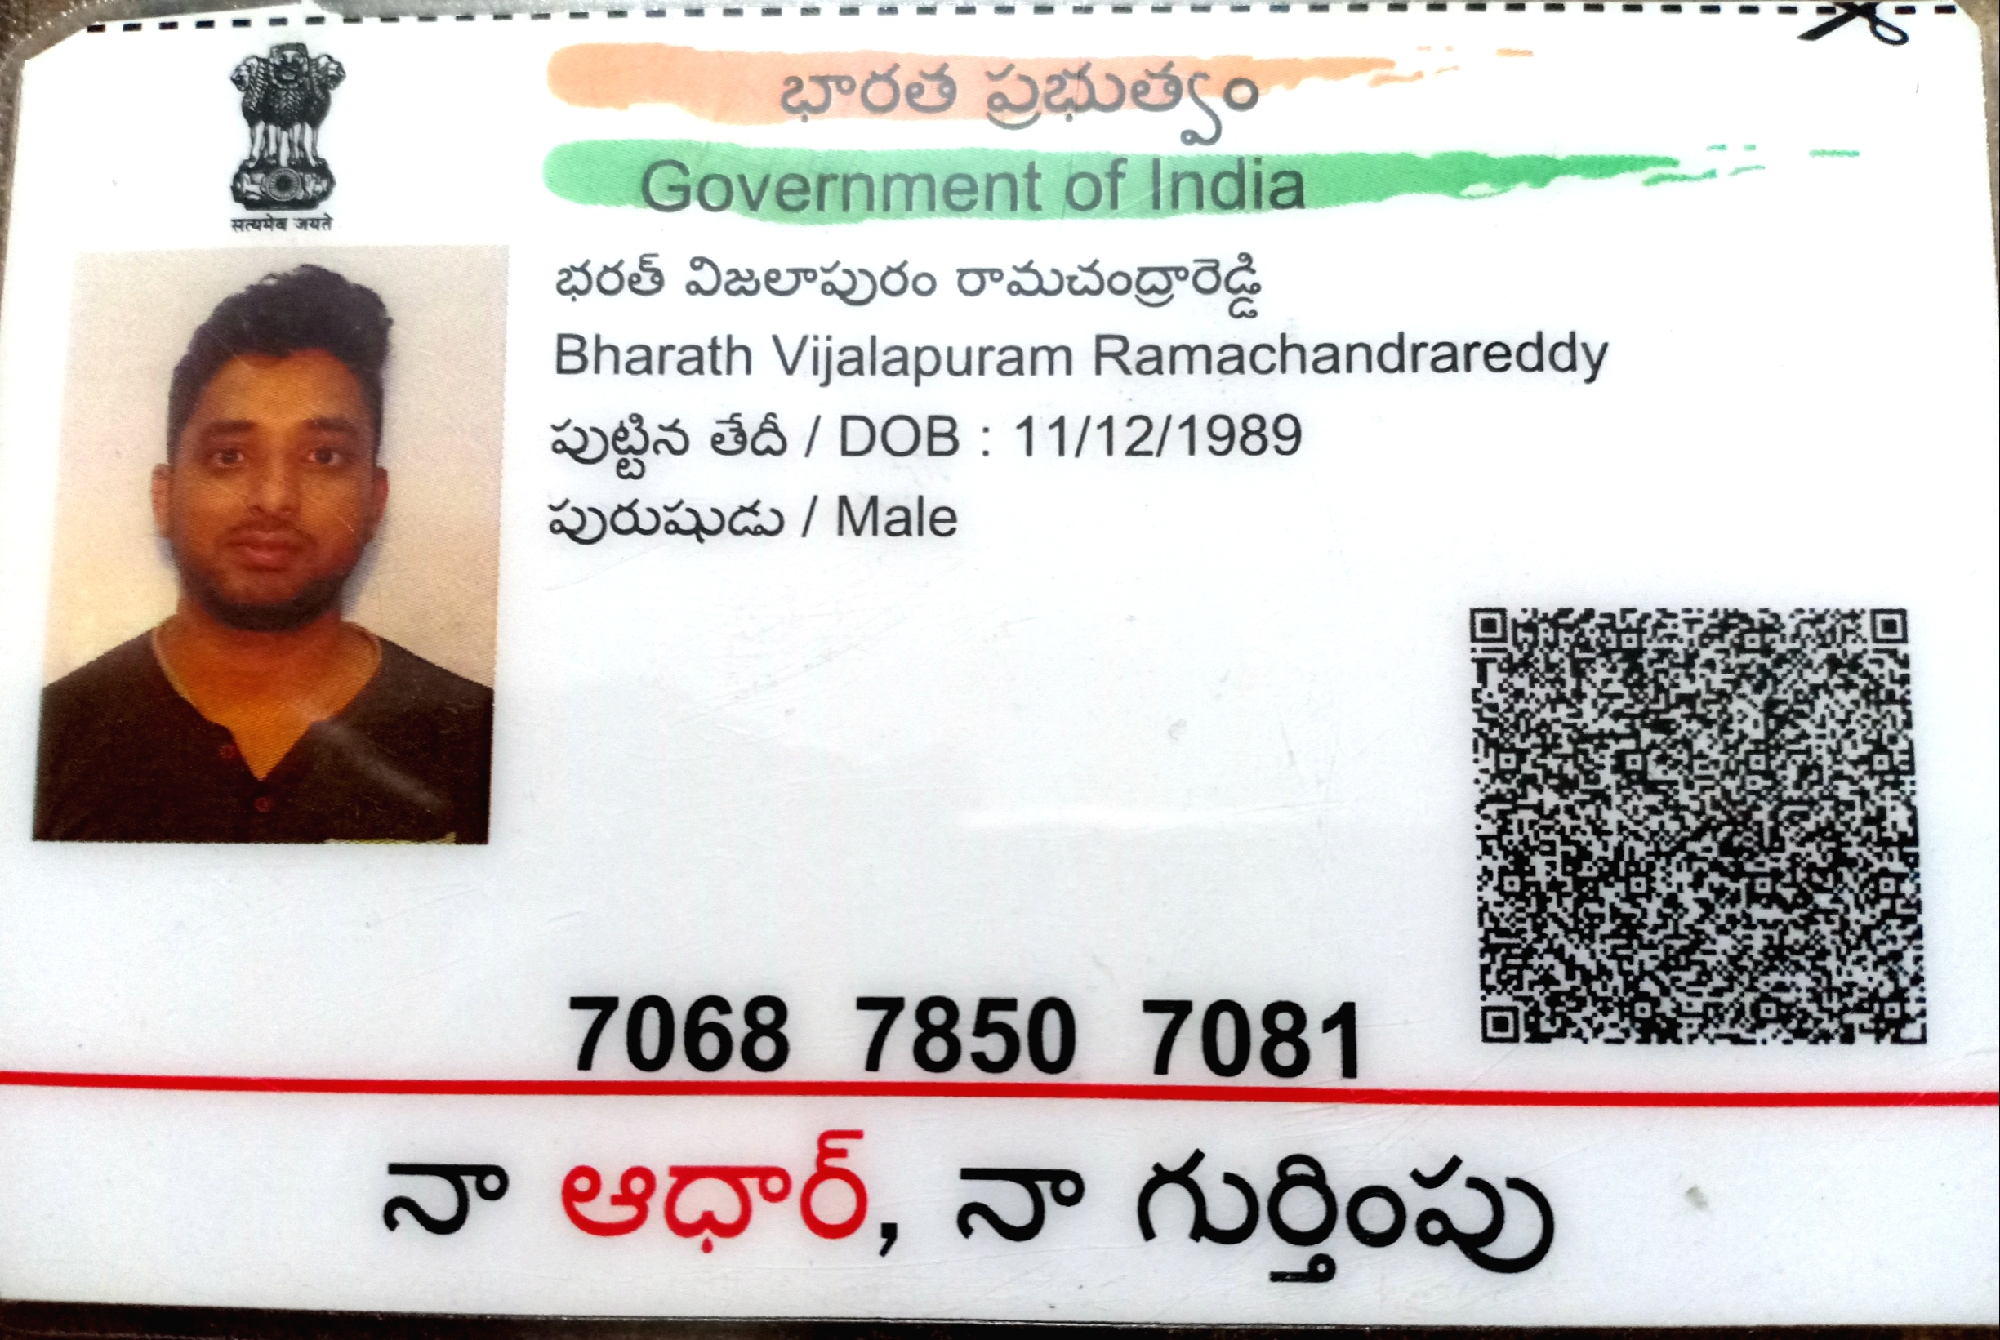 భారత ప్రభుత్వం
Government of India
सत्यमेव जयते
భరత్ విజలాపురం రామచంద్రారెడ్డి
Bharath Vijalapuram Ramachandrareddy
పుట్టిన తేదీ / DOB : 11/12/1989
పురుషుడు / Male
7068 7850 7081
నా ఆధార్, నా గుర్తింపు